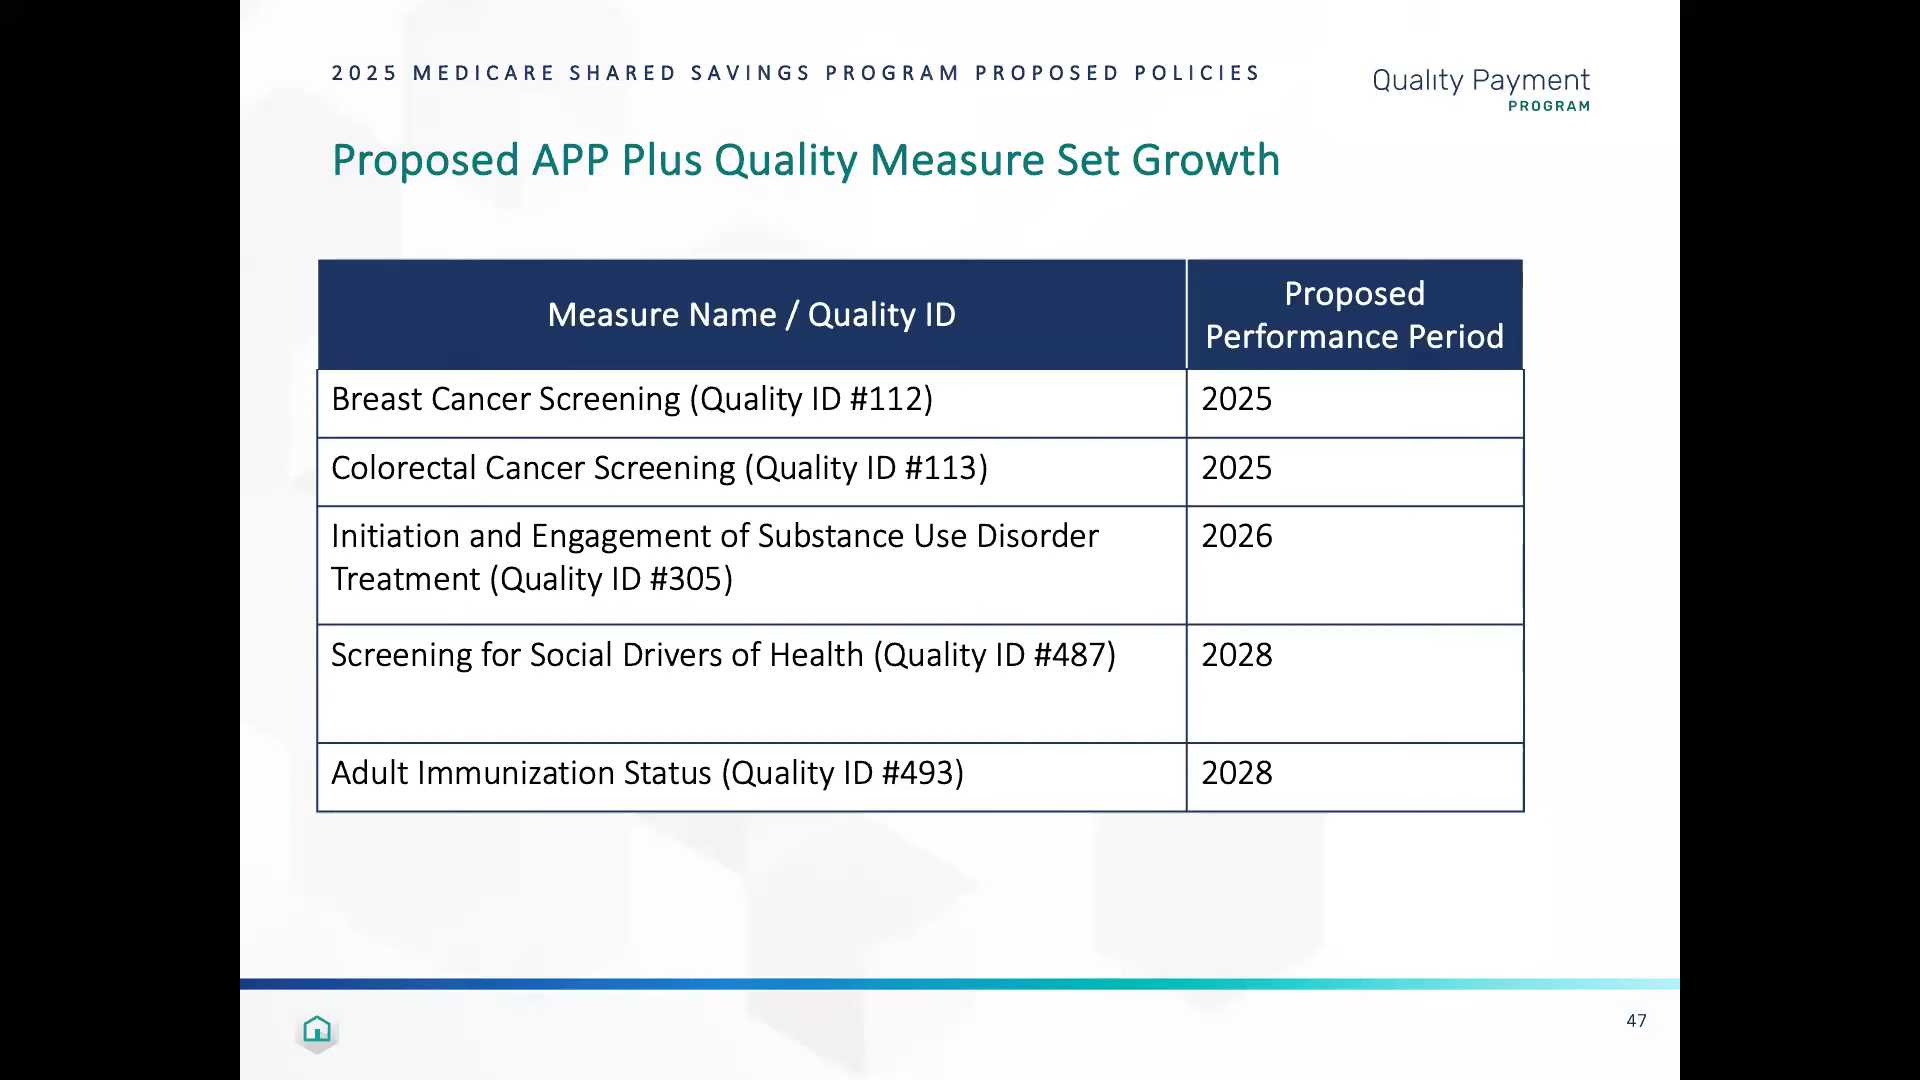 2025 MEDICARE SHARED SAVINGS PROGRAM PROPOSED POLICIES
Quality Payment
PROGRAM
Proposed APP Plus Quality Measure Set Growth
Measure Name / Quality ID
Proposed
Performance Period
Breast Cancer Screening (Quality ID #112)
2025
Colorectal Cancer Screening (Quality ID #113)
2025
Initiation and Engagement of Substance Use Disorder
Treatment (Quality ID #305)
2026
Screening for Social Drivers of Health (Quality ID #487)
2028
Adult Immunization Status (Quality ID #493)
2028
47